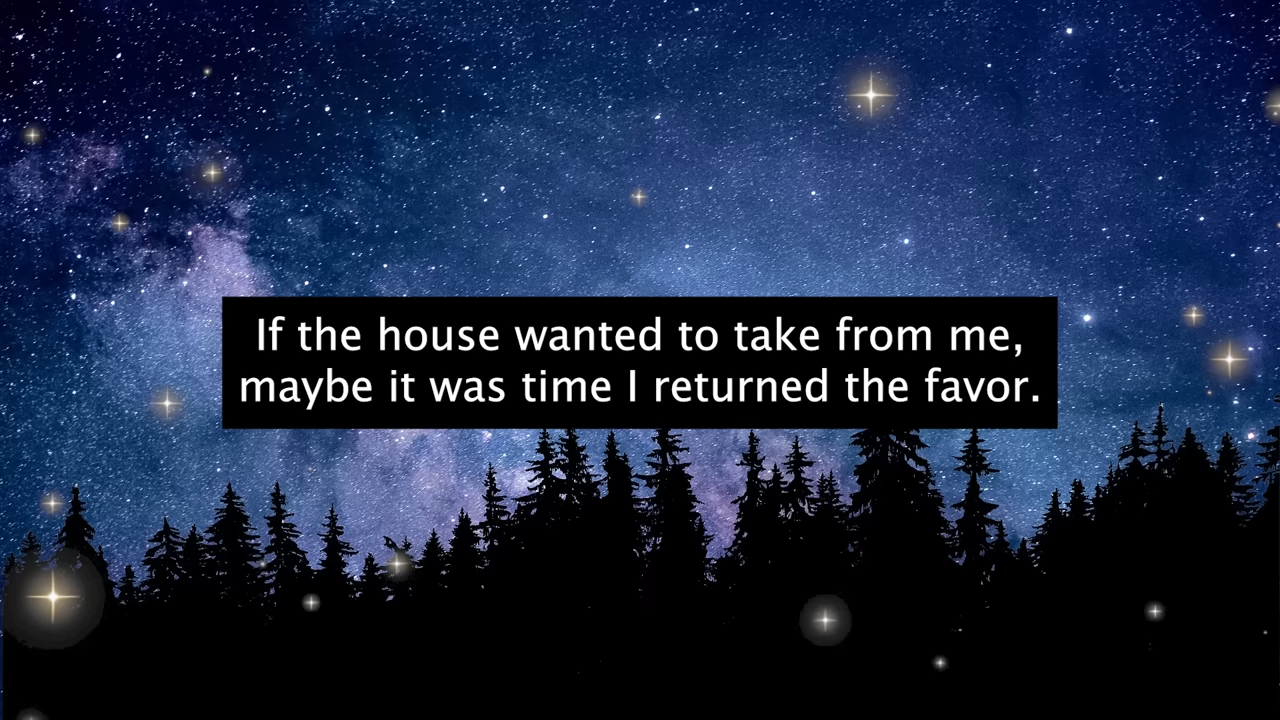 If the house wanted to take from me,
maybe it was time I returned the favor.